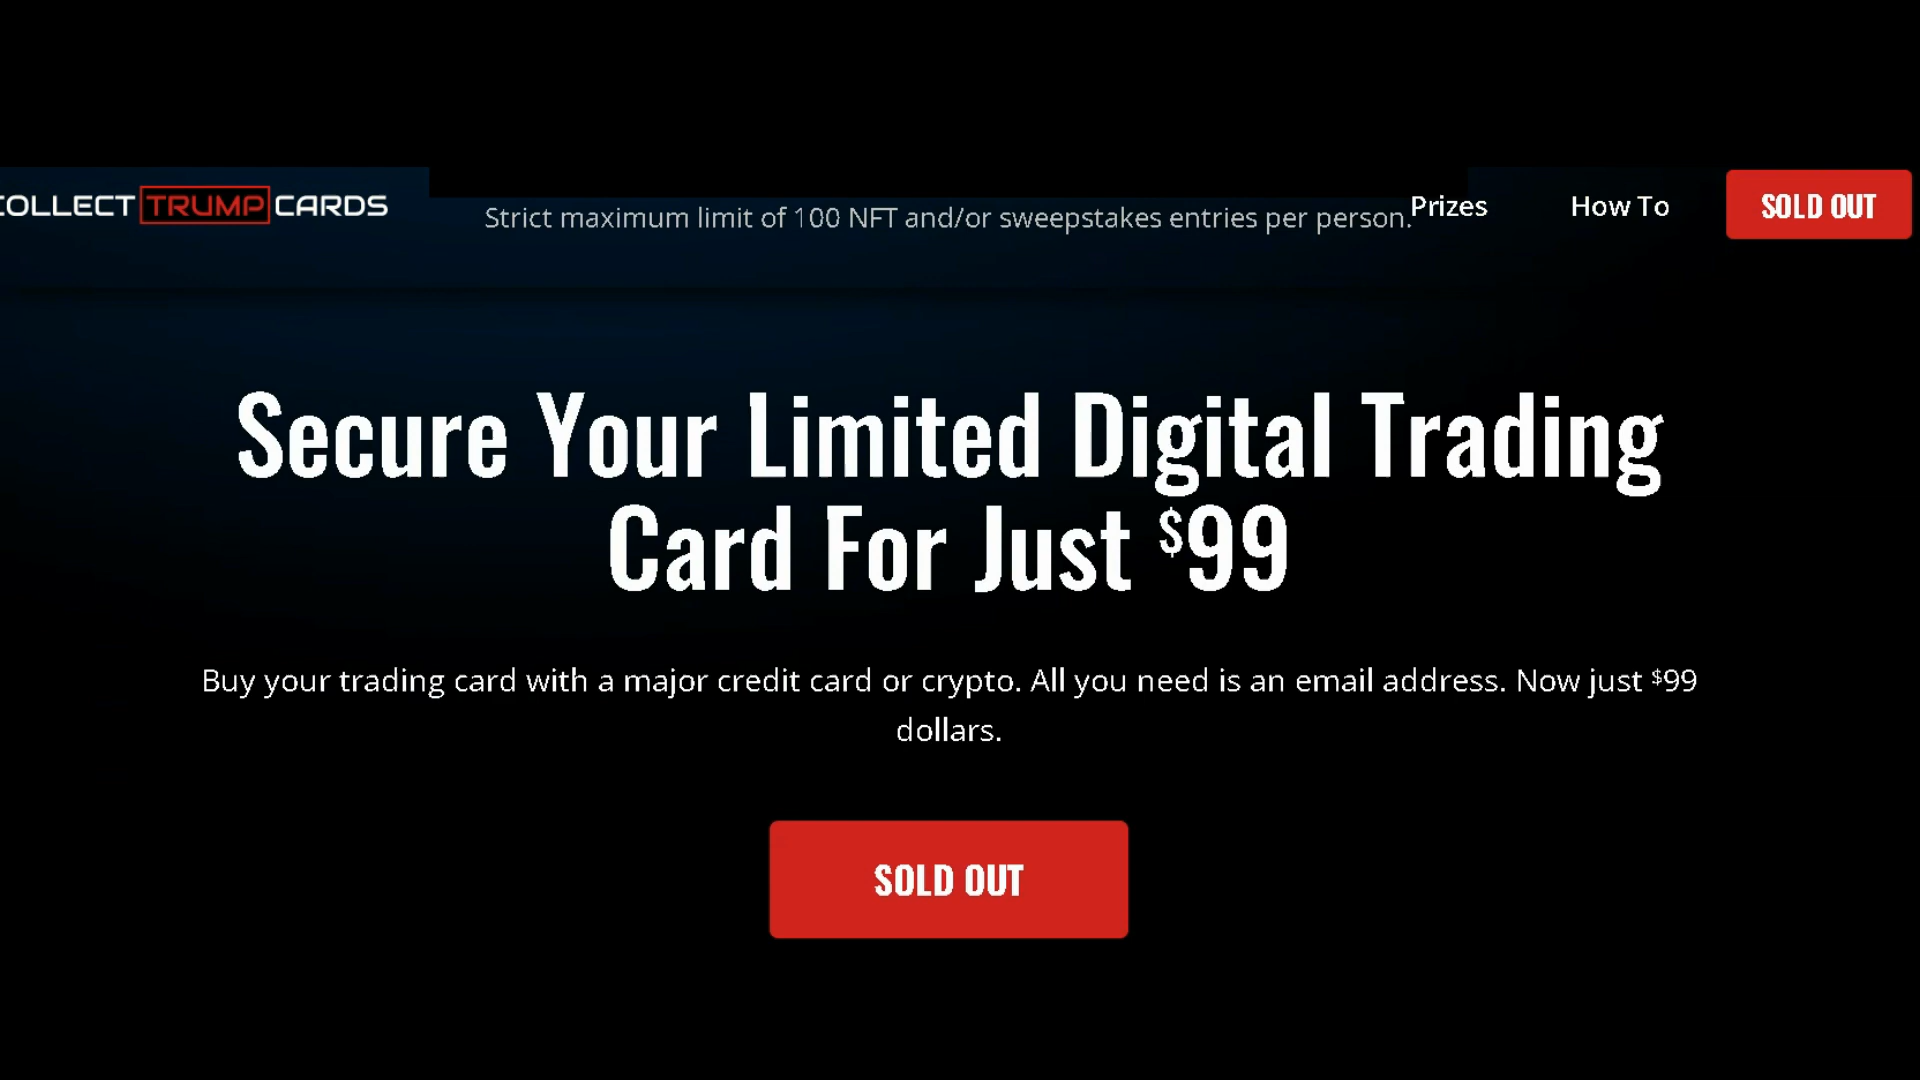 COLLECT TRUMP CARDS
Strict maximum limit of 100 NFT and/or sweepstakes entries per person.
Prizes
How To
SOLD OUT
Secure Your Limited Digital Trading
Card For Just $99
Buy your trading card with a major credit card or crypto. All you need is an email address. Now just $99
dollars.
SOLD OUT